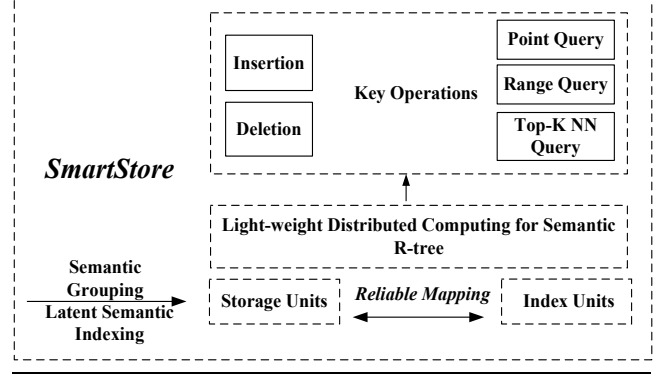 Insertion
Deletion
Key Operations
Point Query
Range Query
Top-K NN
Query
SmartStore
Light-weight Distributed Computing for Semantic
R-tree
Semantic
Grouping
Latent Semantic
Indexing
Storage Units
Reliable Mapping
Index Units